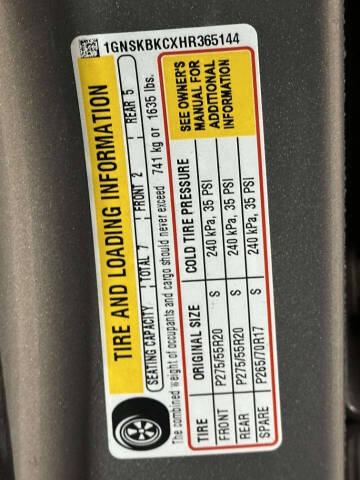 1GNSKBKCXHR365144
TIRE AND LOADING INFORMATION
SEATING CAPACITY TOTAL 7 FRONT 2 REAR 5
The combined weight of occupants and cargo should never exceed 741 kg or 1635 lbs.
TIRE ORIGINAL SIZE COLD TIRE PRESSURE
FRONT P275/55R20 S 240 kPa, 35 PSI
REAR P275/55R20 S 240 kPa, 35 PSI
SPARE P265/70R17 S 240 kPa, 35 PSI
SEE OWNER'S
MANUAL FOR
ADDITIONAL
INFORMATION